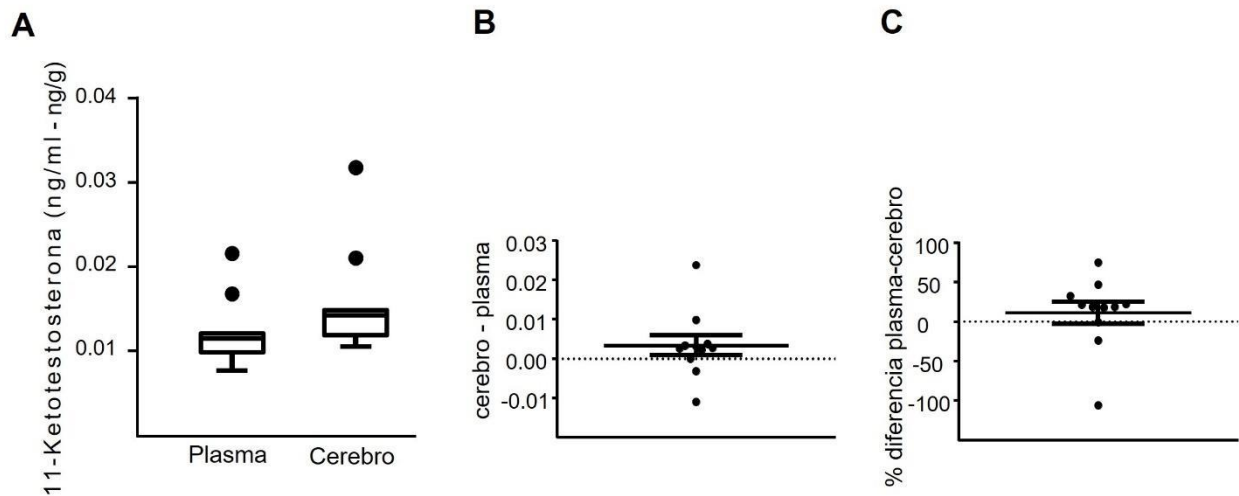 A
11-Ketotestosterona (ng/ml - ng/g)
0.04
0.03
0.02
0.01
Plasma
Cerebro
B
cerebro - plasma
0.03
0.02
0.01
0.00
-0.01
C
% diferencia plasma-cerebro
100
50
0
-50
-100